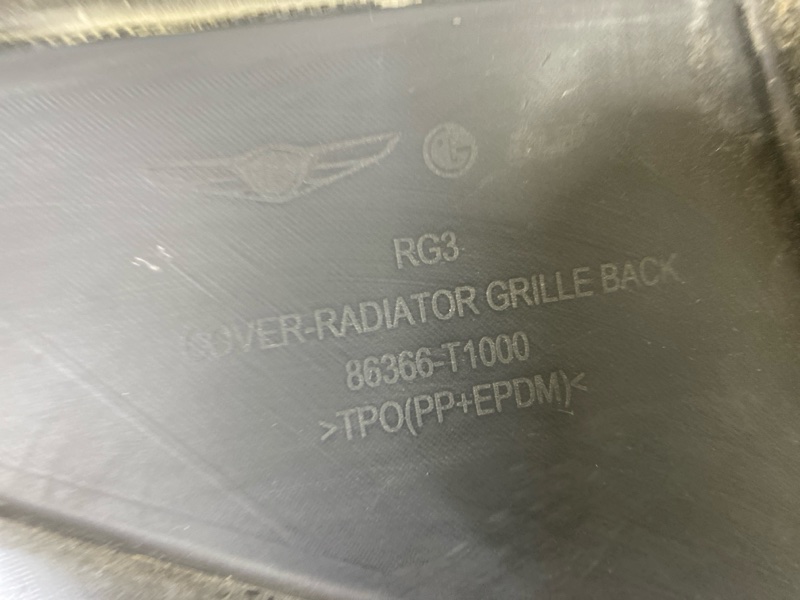 RG3
COVER-RADIATOR GRILLE BACK
86366-T1000
>TPO(PP+EPDM)<